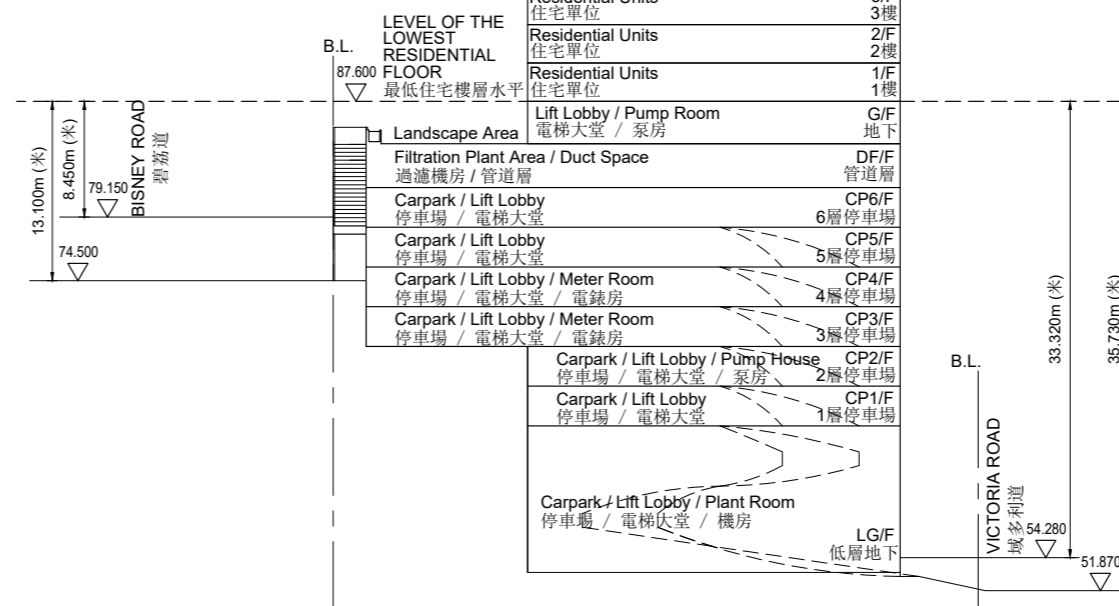 Residential Units
住宅單位
3樓
Residential Units 2/F
住宅單位 2樓
Residential Units 1/F
住宅單位 1樓
LEVEL OF THE
LOWEST
RESIDENTIAL
FLOOR
最低住宅樓層水平
B.L.
87.600
Lift Lobby / Pump Room G/F
電梯大堂 / 泵房 地下
Landscape Area
Filtration Plant Area / Duct Space DF/F
過濾機房 / 管道層 管道層
Carpark / Lift Lobby CP6/F
停車場 / 電梯大堂 6層停車場
Carpark / Lift Lobby CP5/F
停車場 / 電梯大堂 5層停車場
Carpark / Lift Lobby / Meter Room CP4/F
停車場 / 電梯大堂 / 電錶房 4層停車場
Carpark / Lift Lobby / Meter Room CP3/F
停車場 / 電梯大堂 / 電錶房 3層停車場
Carpark / Lift Lobby / Pump House CP2/F
停車場 / 電梯大堂 / 泵房 2層停車場
Carpark / Lift Lobby CP1/F
停車場 / 電梯大堂 1層停車場
Carpark / Lift Lobby / Plant Room
停車場 / 電梯大堂 / 機房
LG/F
低層地下
13.100m (米)
8.450m (米)
79.150
BISNEY ROAD
碧荔道
74.500
B.L.
VICTORIA ROAD
域多利道
54.280
33.320m (米)
35.730m (米)
51.870